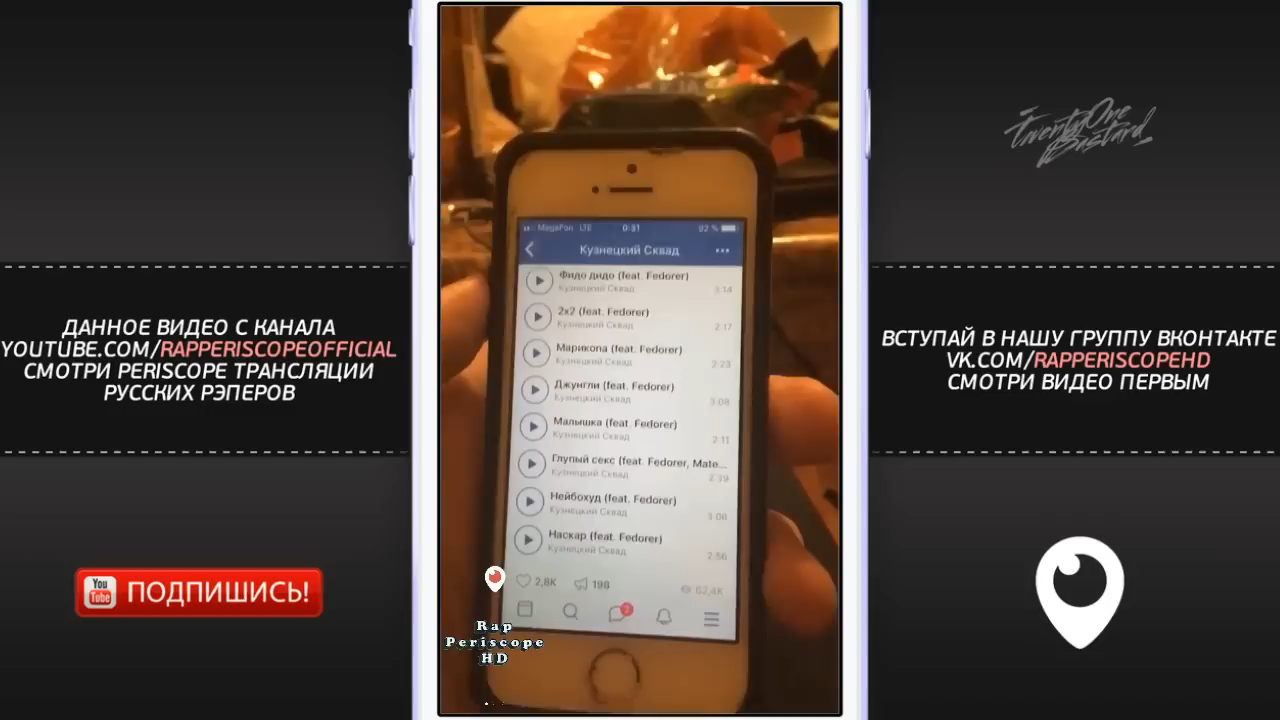 ДАННОЕ ВИДЕО С КАНАЛА
YOUTUBE.COM/RAPPERISCOPEOFFICIAL
СМОТРИ PERISCOPE ТРАНСЛЯЦИИ
РУССКИХ РЭПЕРОВ
You
Tube
ПОДПИШИСЬ!
MegaFon LTE 0:31 92 %
Кузнецкий Сквад
Фидо дидо (feat. Fedorer)
Кузнецкий Сквад 3:14
2x2 (feat. Fedorer)
Кузнецкий Сквад 2:17
Марикопа (feat. Fedorer)
Кузнецкий Сквад 3:23
Джунгли (feat. Fedorer)
Кузнецкий Сквад 3:08
Малышка (feat. Fedorer)
Кузнецкий Сквад 2:11
Глупый секс (feat. Fedorer, Mate...
Кузнецкий Сквад 2:39
Нейбохуд (feat. Fedorer)
Кузнецкий Сквад 3:06
Наскар (feat. Fedorer)
Кузнецкий Сквад 2:56
2,8K 198 62,4K
2
Rap
Periscope
HD
TwentyOne
Bastard
ВСТУПАЙ В НАШУ ГРУППУ ВКОНТАКТЕ
VK.COM/RAPPERISCOPEHD
СМОТРИ ВИДЕО ПЕРВЫМ